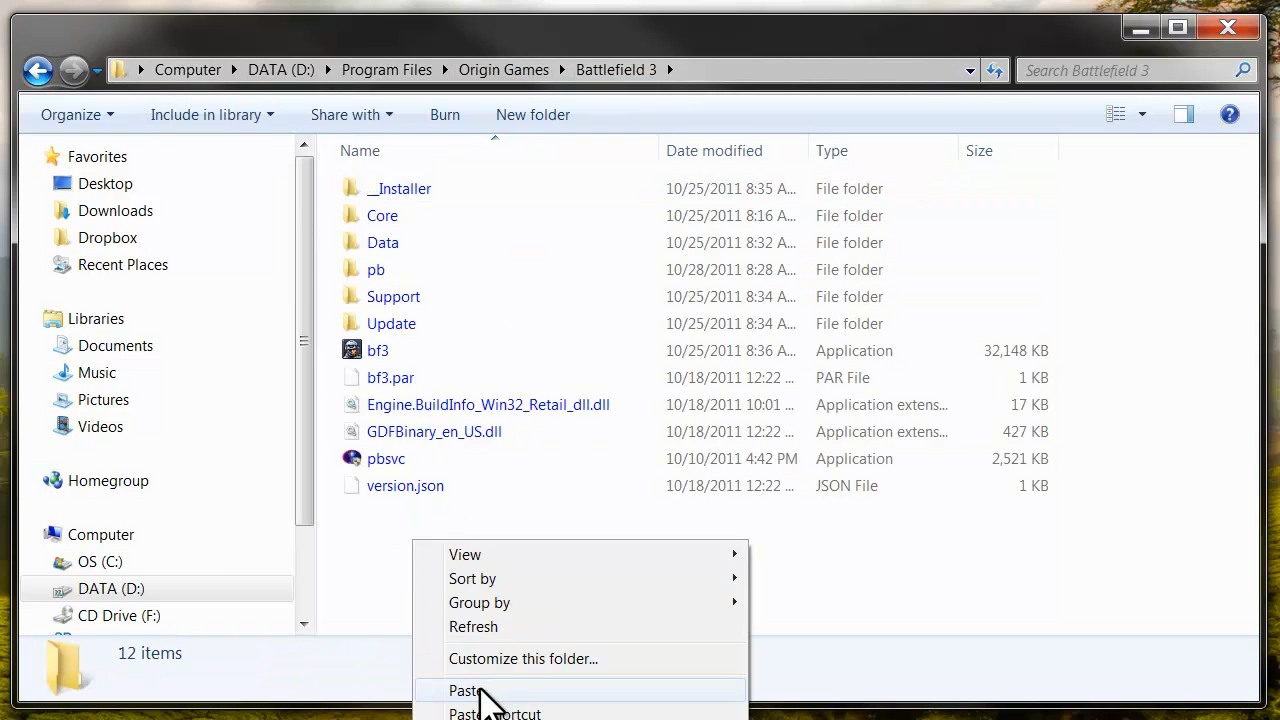 Computer DATA (D:) Program Files Origin Games Battlefield 3 Search Battlefield 3
Organize Include in library Share with Burn New folder
Favorites
Desktop
Downloads
Dropbox
Recent Places
Libraries
Documents
Music
Pictures
Videos
Homegroup
Computer
OS (C:)
DATA (D:)
CD Drive (F:)
Name Date modified Type Size
__Installer 10/25/2011 8:35 A... File folder
Core 10/25/2011 8:16 A... File folder
Data 10/25/2011 8:32 A... File folder
pb 10/28/2011 8:28 A... File folder
Support 10/25/2011 8:34 A... File folder
Update 10/25/2011 8:34 A... File folder
bf3 10/25/2011 8:36 A... Application 32,148 KB
bf3.par 10/18/2011 12:22 ... PAR File 1 KB
Engine.BuildInfo_Win32_Retail_dll.dll 10/18/2011 10:01 ... Application extens... 17 KB
GDFBinary_en_US.dll 10/18/2011 12:22 ... Application extens... 427 KB
pbsvc 10/10/2011 4:42 PM Application 2,521 KB
version.json 10/18/2011 12:22 ... JSON File 1 KB
View
Sort by
Group by
Refresh
Customize this folder...
Paste
Paste shortcut
12 items